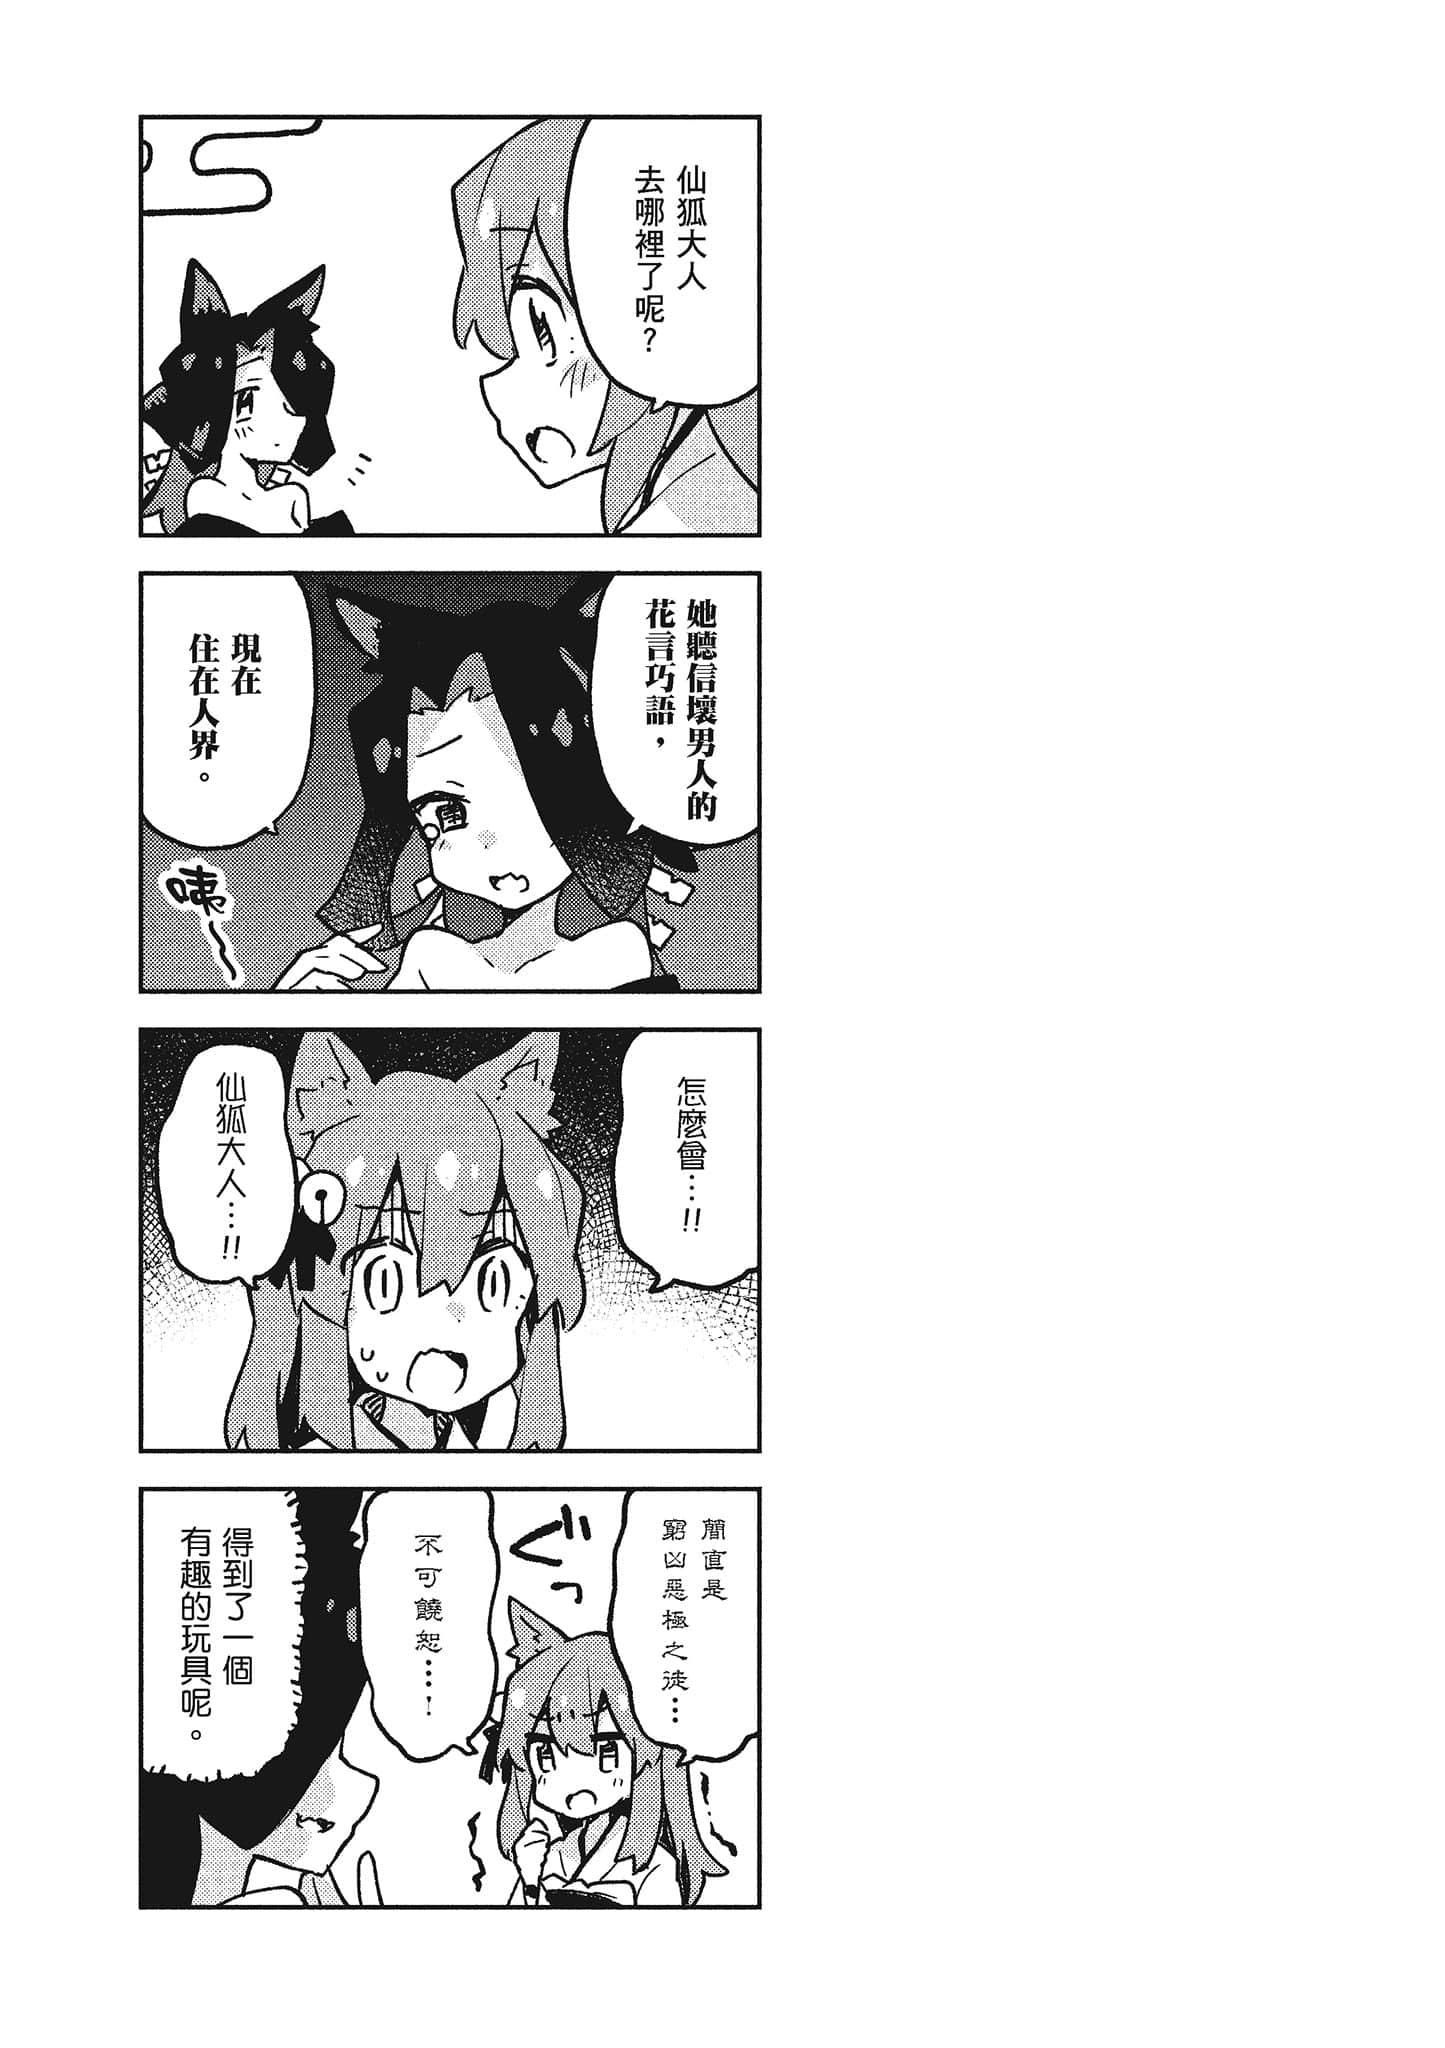 仙狐大人
去哪裡了呢？
她聽信壞男人的
花言巧語，
現在
住在人界。
咦～
怎麼會…!!
仙狐大人…!!
簡直是
窮凶惡極之徒…
ぐっ
不可饒恕……!
得到了一個
有趣的玩具呢。